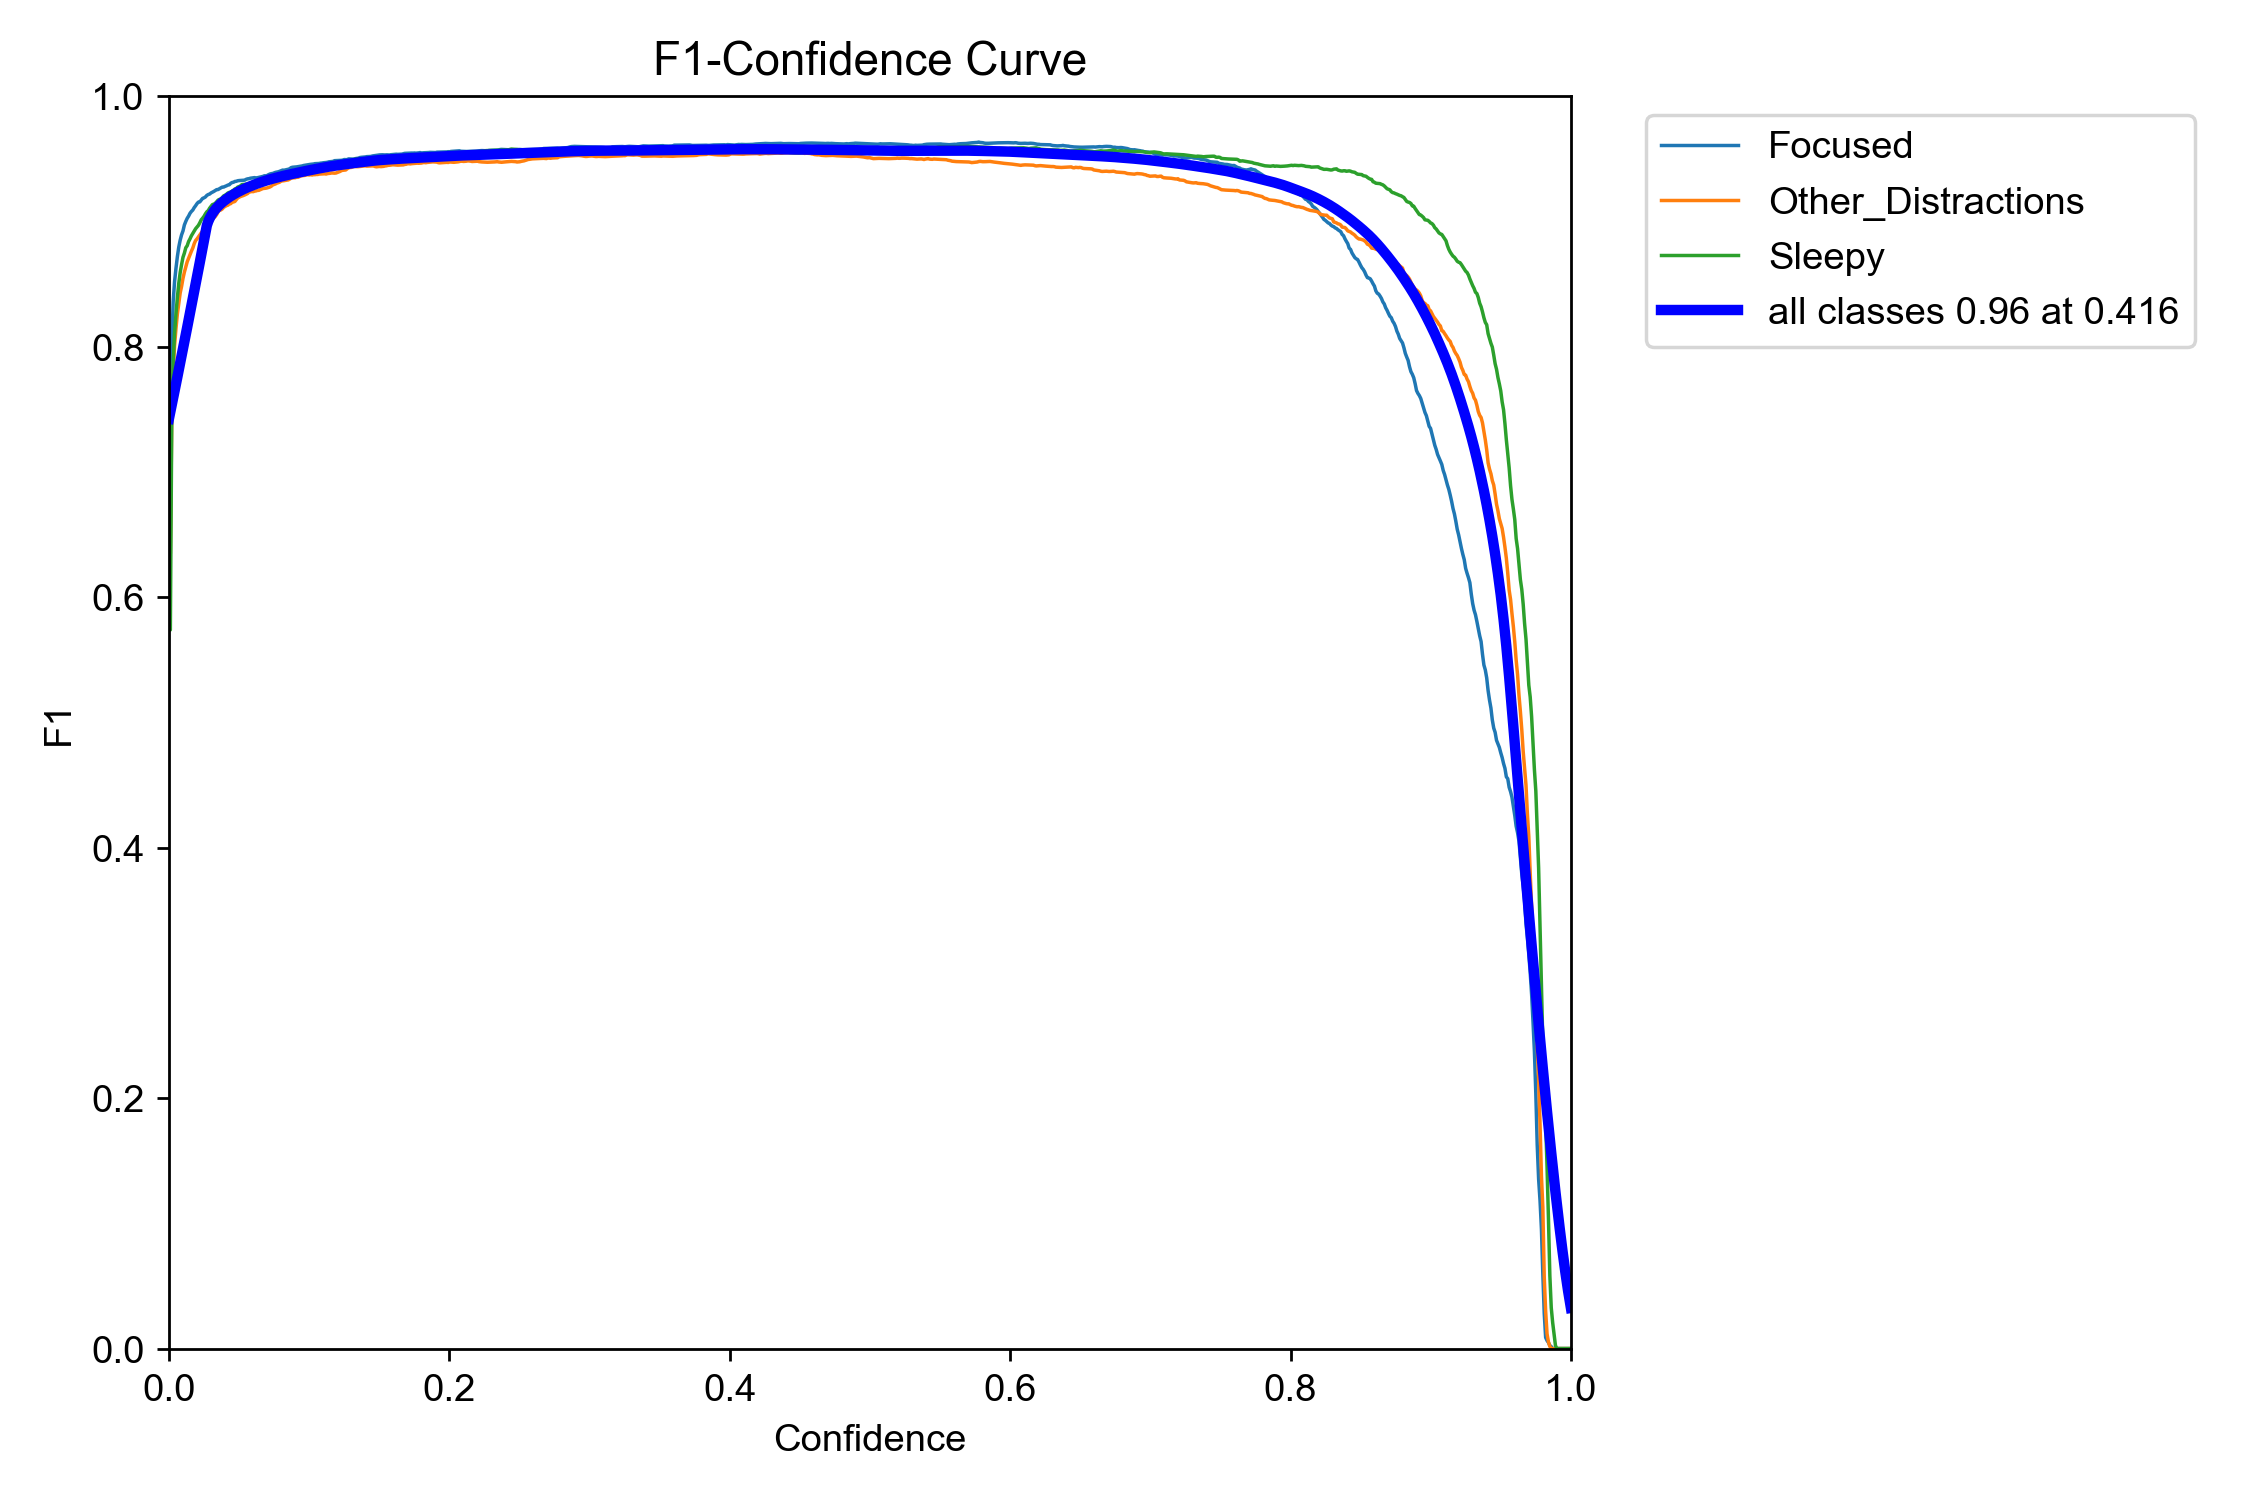 F1-Confidence Curve
1.0
0.8
0.6
0.4
0.2
0.0
F1
0.0 0.2 0.4 0.6 0.8 1.0
Confidence
Focused
Other_Distractions
Sleepy
all classes 0.96 at 0.416